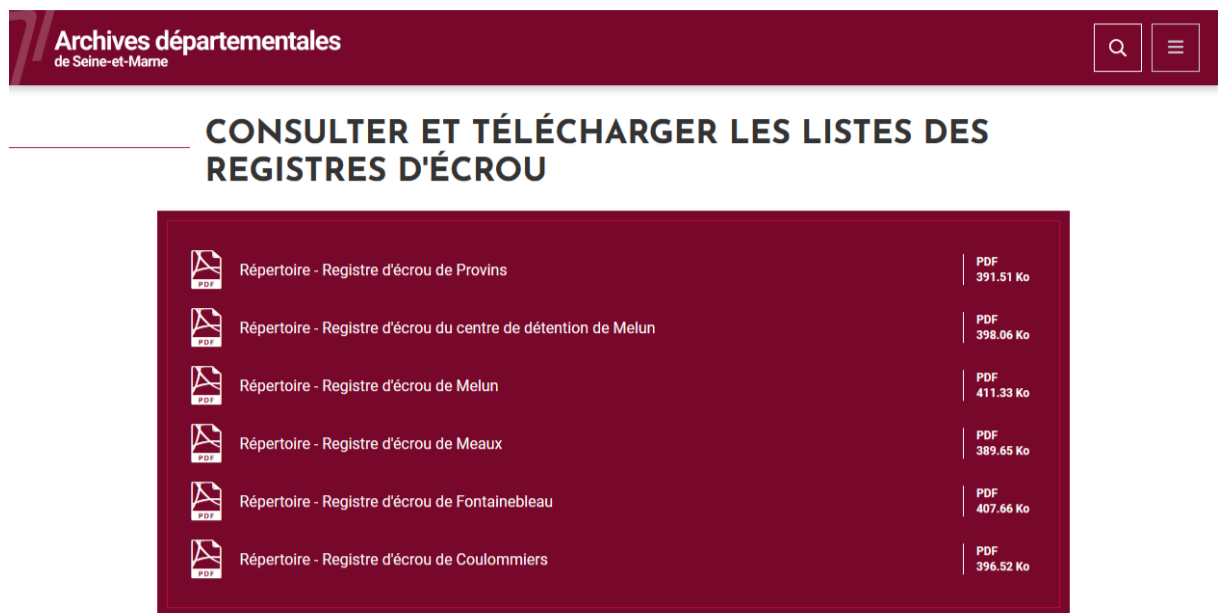 Archives départementales
de Seine-et-Marne
CONSULTER ET TÉLÉCHARGER LES LISTES DES
REGISTRES D'ÉCROU
PDF
Répertoire - Registre d'écrou de Provins
PDF
391.51 Ko
PDF
Répertoire - Registre d'écrou du centre de détention de Melun
PDF
398.06 Ko
PDF
Répertoire - Registre d'écrou de Melun
PDF
411.33 Ko
PDF
Répertoire - Registre d'écrou de Meaux
PDF
389.65 Ko
PDF
Répertoire - Registre d'écrou de Fontainebleau
PDF
407.66 Ko
PDF
Répertoire - Registre d'écrou de Coulommiers
PDF
396.52 Ko